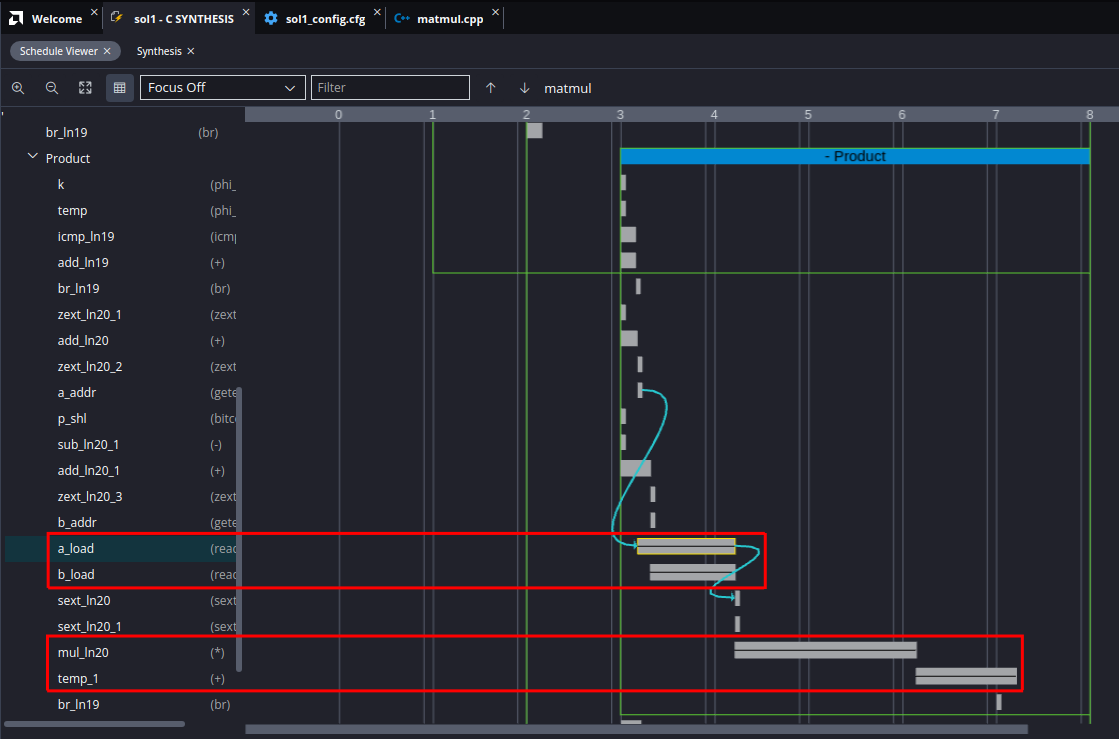 Welcome × sol1 - C SYNTHESIS × sol1_config.cfg × C++ matmul.cpp ×
Schedule Viewer × Synthesis ×
Focus Off Filter ↑ ↓ matmul
0 1 2 3 4 5 6 7 8
br_ln19 (br)
Product - Product
k (phi_
temp (phi_
icmp_ln19 (icmp
add_ln19 (+)
br_ln19 (br)
zext_ln20_1 (zext
add_ln20 (+)
zext_ln20_2 (zext
a_addr (gete
p_shl (bitc
sub_ln20_1 (-)
add_ln20_1 (+)
zext_ln20_3 (zext
b_addr (gete
a_load (read
b_load (read
sext_ln20 (sext
sext_ln20_1 (sext
mul_ln20 (*)
temp_1 (+)
br_ln19 (br)